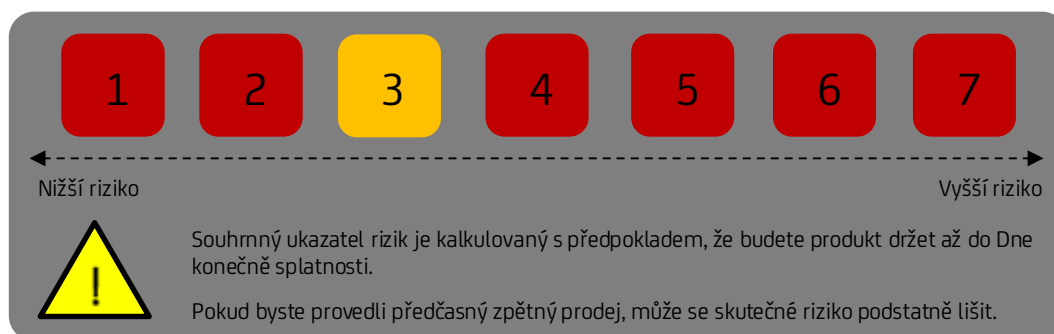 1 2 3 4 5 6 7
Nižší riziko Vyšší riziko
!
Souhrnný ukazatel rizik je kalkulovaný s předpokladem, že budete produkt držet až do Dne
konečně splatnosti.
Pokud byste provedli předčasný zpětný prodej, může se skutečné riziko podstatně lišit.